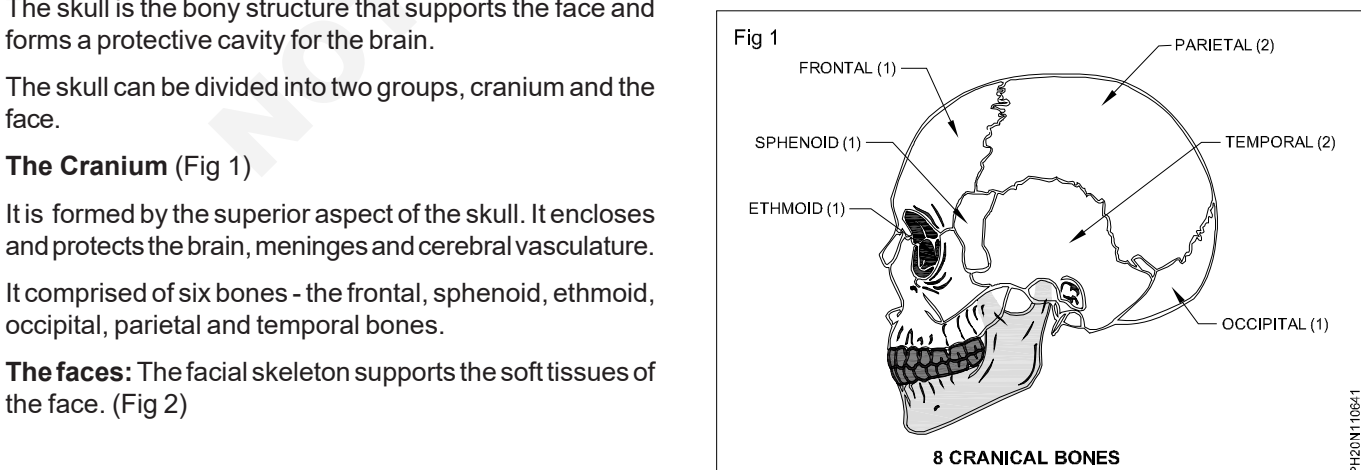 The skull is the bony structure that supports the face and
forms a protective cavity for the brain.
The skull can be divided into two groups, cranium and the
face.
The Cranium (Fig 1)
It is formed by the superior aspect of the skull. It encloses
and protects the brain, meninges and cerebral vasculature.
It comprised of six bones - the frontal, sphenoid, ethmoid,
occipital, parietal and temporal bones.
The faces: The facial skeleton supports the soft tissues of
the face. (Fig 2)
Fig 1
PARIETAL (2)
FRONTAL (1)
SPHENOID (1)
TEMPORAL (2)
ETHMOID (1)
OCCIPITAL (1)
8 CRANICAL BONES
PH20N110641